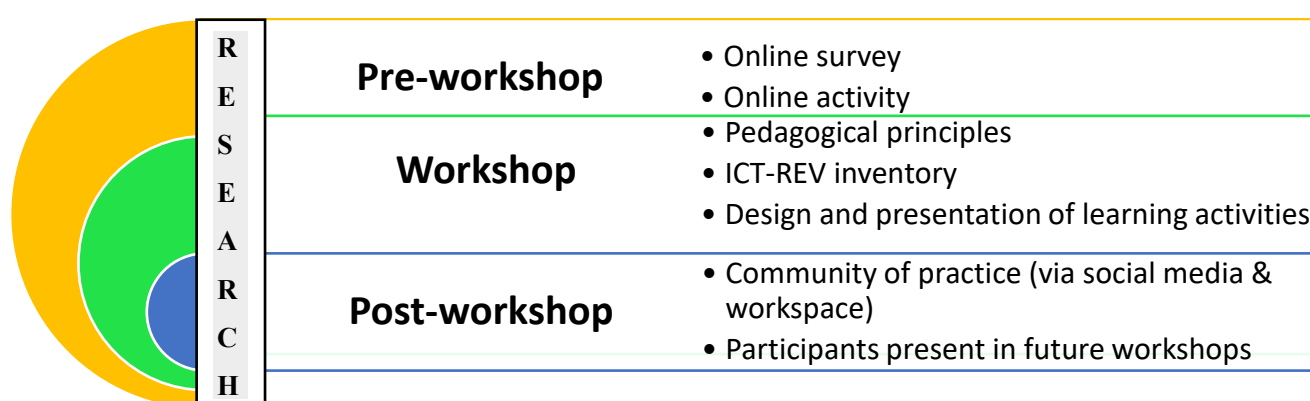 RESEARCH
Pre-workshop
• Online survey
• Online activity
Workshop
• Pedagogical principles
• ICT-REV inventory
• Design and presentation of learning activities
Post-workshop
• Community of practice (via social media &
workspace)
• Participants present in future workshops